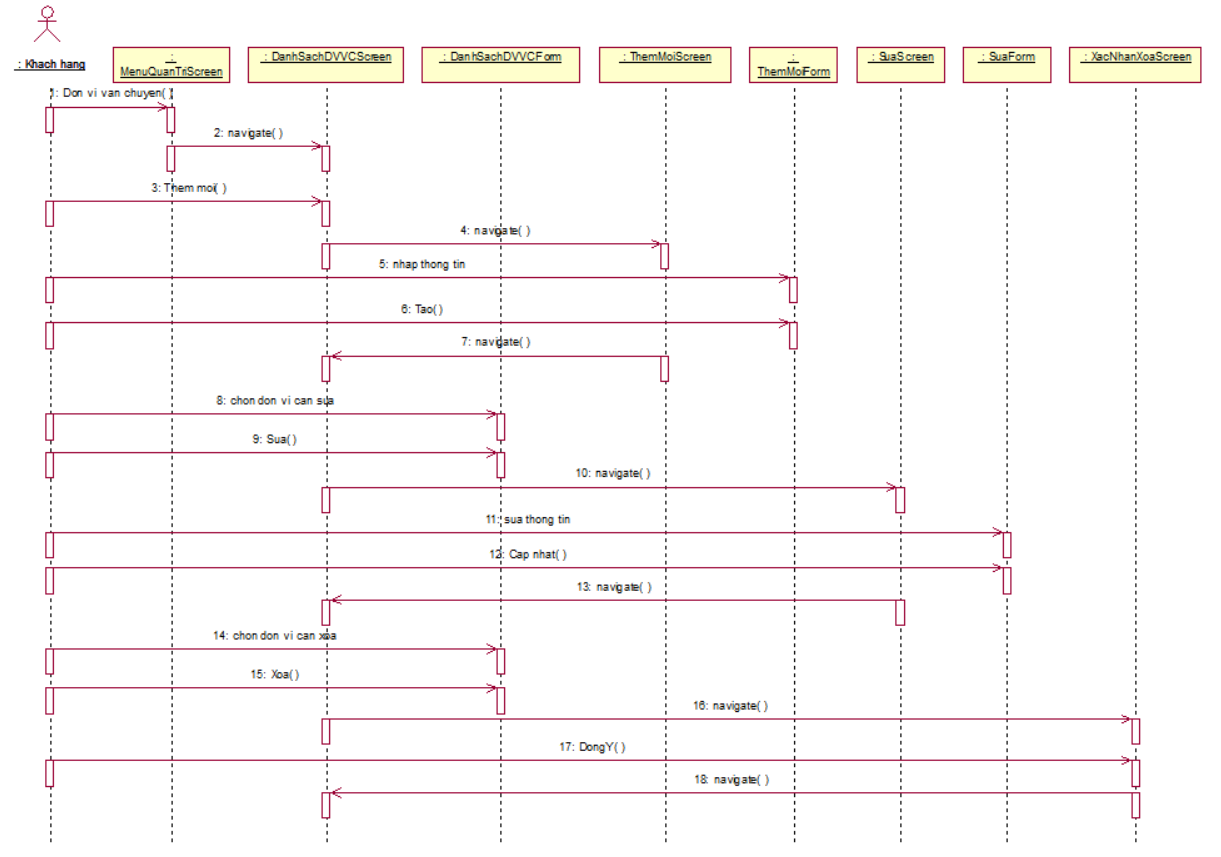 : Khach hang
:
MenuQuanTriScreen
: DanhSachDVVCScreen
: DanhSachDVVCForm
: ThemMoiScreen
:
ThemMoiForm
: SuaScreen
: SuaForm
: XacNhanXoaScreen
1: Don vi van chuyen( )
2: navigate( )
3: Them moi( )
4: navigate( )
5: nhap thong tin
6: Tao( )
7: navigate( )
8: chon don vi can sua
9: Sua( )
10: navigate( )
11: sua thong tin
12: Cap nhat( )
13: navigate( )
14: chon don vi can xoa
15: Xoa( )
16: navigate( )
17: DongY( )
18: navigate( )